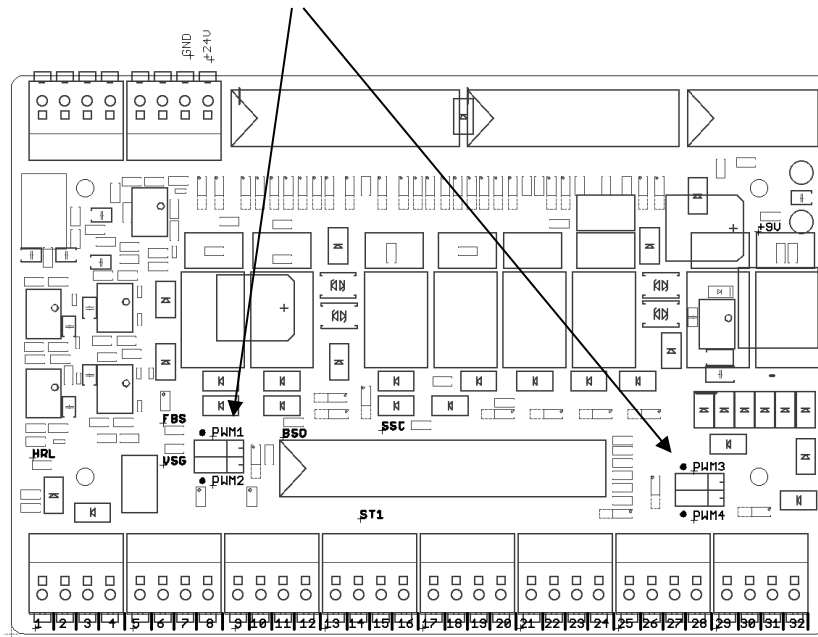 GND
+24V
+9V
FBS
PWM1
BSD
SSC
HRL
VSG
PWM2
PWM3
PWM4
ST1
1 2 3 4 5 6 7 8 9 10 11 12 13 14 15 16 17 18 19 20 21 22 23 24 25 26 27 28 29 30 31 32